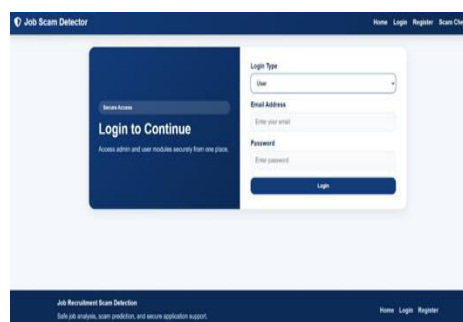 Job Scam Detector
Home Login Register Scam Che
Secure Access
Login to Continue
Access admin and user modules securely from one place.
Login Type
User
Email Address
Enter your email
Password
Enter password
Login
Job Recruitment Scam Detection
Safe job analysis, scam prediction, and secure application support.
Home Login Register